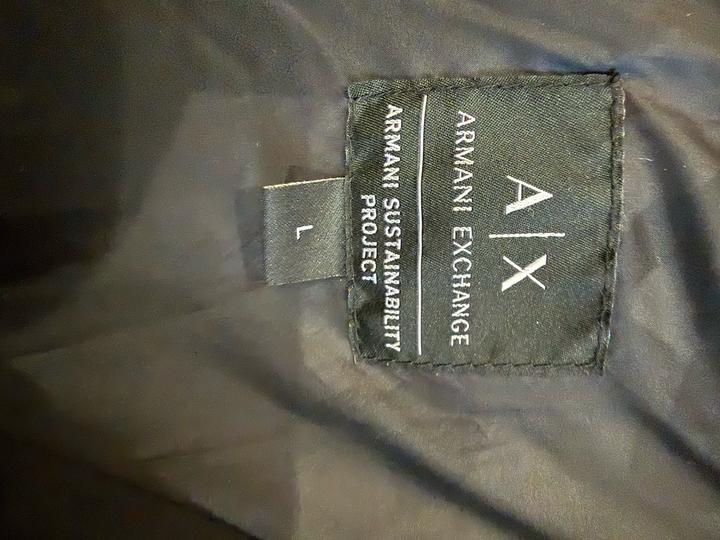 A|X
ARMANI EXCHANGE
ARMANI SUSTAINABILITY
PROJECT
L